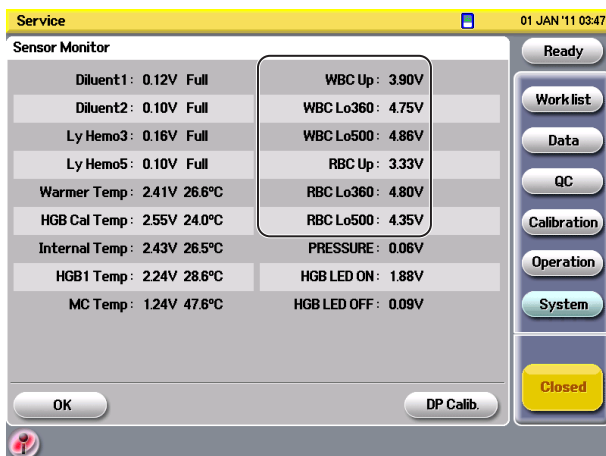 Service
01 JAN '11 03:47
Sensor Monitor
Ready
Diluent1 : 0.12V Full
WBC Up : 3.90V
Diluent2 : 0.10V Full
WBC Lo360 : 4.75V
Work list
Ly Hemo3 : 0.16V Full
WBC Lo500 : 4.86V
Data
Ly Hemo5 : 0.10V Full
RBC Up : 3.33V
QC
Warmer Temp : 2.41V 26.6°C
RBC Lo360 : 4.80V
HGB Cal Temp : 2.55V 24.0°C
RBC Lo500 : 4.35V
Calibration
Internal Temp : 2.43V 26.5°C
PRESSURE : 0.06V
Operation
HGB1 Temp : 2.24V 28.6°C
HGB LED ON : 1.88V
MC Temp : 1.24V 47.6°C
HGB LED OFF : 0.09V
System
Closed
OK
DP Calib.